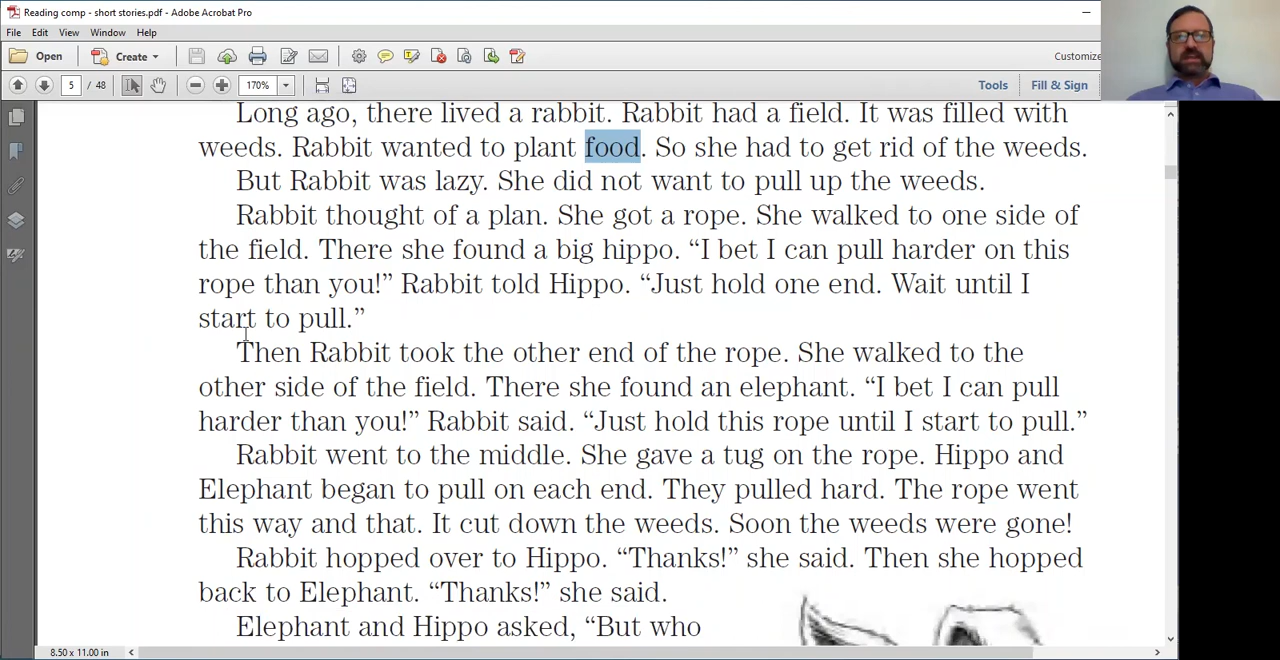 Reading comp - short stories.pdf - Adobe Acrobat Pro
File Edit View Window Help
Open Create Customize
5 / 48 170% Tools Fill & Sign
Long ago, there lived a rabbit. Rabbit had a field. It was filled with
weeds. Rabbit wanted to plant food. So she had to get rid of the weeds.
But Rabbit was lazy. She did not want to pull up the weeds.
Rabbit thought of a plan. She got a rope. She walked to one side of
the field. There she found a big hippo. “I bet I can pull harder on this
rope than you!” Rabbit told Hippo. “Just hold one end. Wait until I
start to pull.”
Then Rabbit took the other end of the rope. She walked to the
other side of the field. There she found an elephant. “I bet I can pull
harder than you!” Rabbit said. “Just hold this rope until I start to pull.”
Rabbit went to the middle. She gave a tug on the rope. Hippo and
Elephant began to pull on each end. They pulled hard. The rope went
this way and that. It cut down the weeds. Soon the weeds were gone!
Rabbit hopped over to Hippo. “Thanks!” she said. Then she hopped
back to Elephant. “Thanks!” she said.
Elephant and Hippo asked, “But who
8.50 x 11.00 in